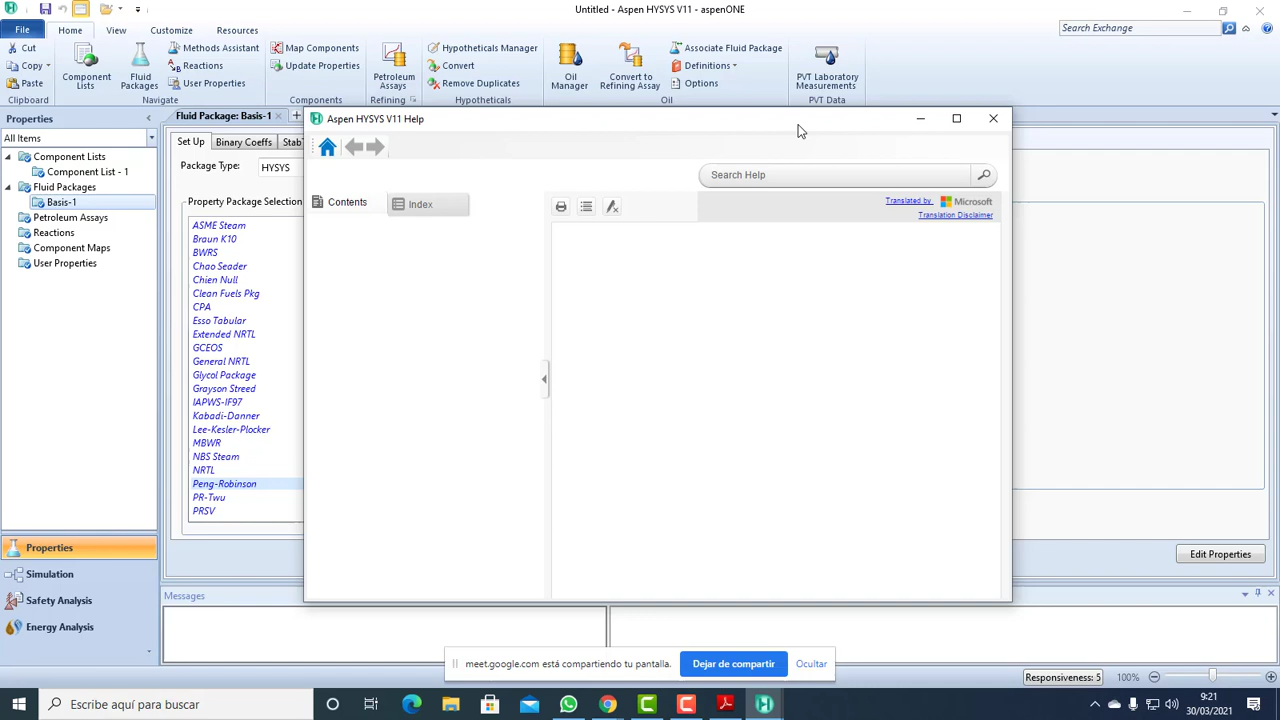 Untitled - Aspen HYSYS V11 - aspenONE
File
Home
View
Customize
Resources
Search Exchange
Cut
Copy
Paste
Clipboard
Component Lists
Fluid Packages
Methods Assistant
Reactions
User Properties
Navigate
Map Components
Update Properties
Components
Petroleum Assays
Refining
Hypotheticals Manager
Convert
Remove Duplicates
Hypotheticals
Oil Manager
Convert to Refining Assay
Associate Fluid Package
Definitions
Options
Oil
PVT Laboratory Measurements
PVT Data
Properties
All Items
Component Lists
Component List - 1
Fluid Packages
Basis-1
Petroleum Assays
Reactions
Component Maps
User Properties
Properties
Simulation
Safety Analysis
Energy Analysis
Fluid Package: Basis-1
Set Up
Binary Coeffs
Stab
Package Type:
HYSYS
Property Package Selection
ASME Steam
Braun K10
BWRS
Chao Seader
Chien Null
Clean Fuels Pkg
CPA
Esso Tabular
Extended NRTL
GCEOS
General NRTL
Glycol Package
Grayson Streed
IAPWS-IF97
Kabadi-Danner
Lee-Kesler-Plocker
MBWR
NBS Steam
NRTL
Peng-Robinson
PR-Twu
PRSV
Aspen HYSYS V11 Help
Search Help
Contents
Index
Translated by
Microsoft
Translation Disclaimer
Edit Properties
Messages
meet.google.com está compartiendo tu pantalla.
Dejar de compartir
Ocultar
Responsiveness: 5
100%
Escribe aquí para buscar
9:21
30/03/2021